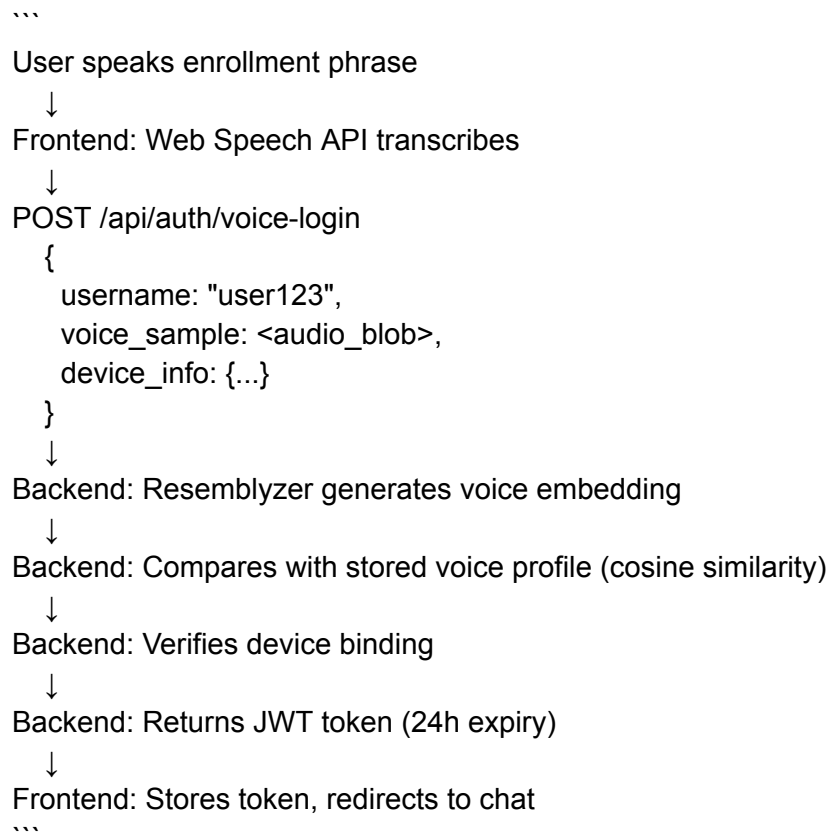 ```
User speaks enrollment phrase
↓
Frontend: Web Speech API transcribes
↓
POST /api/auth/voice-login
{
username: "user123",
voice_sample: <audio_blob>,
device_info: {...}
}
↓
Backend: Resemblyzer generates voice embedding
↓
Backend: Compares with stored voice profile (cosine similarity)
↓
Backend: Verifies device binding
↓
Backend: Returns JWT token (24h expiry)
↓
Frontend: Stores token, redirects to chat
```